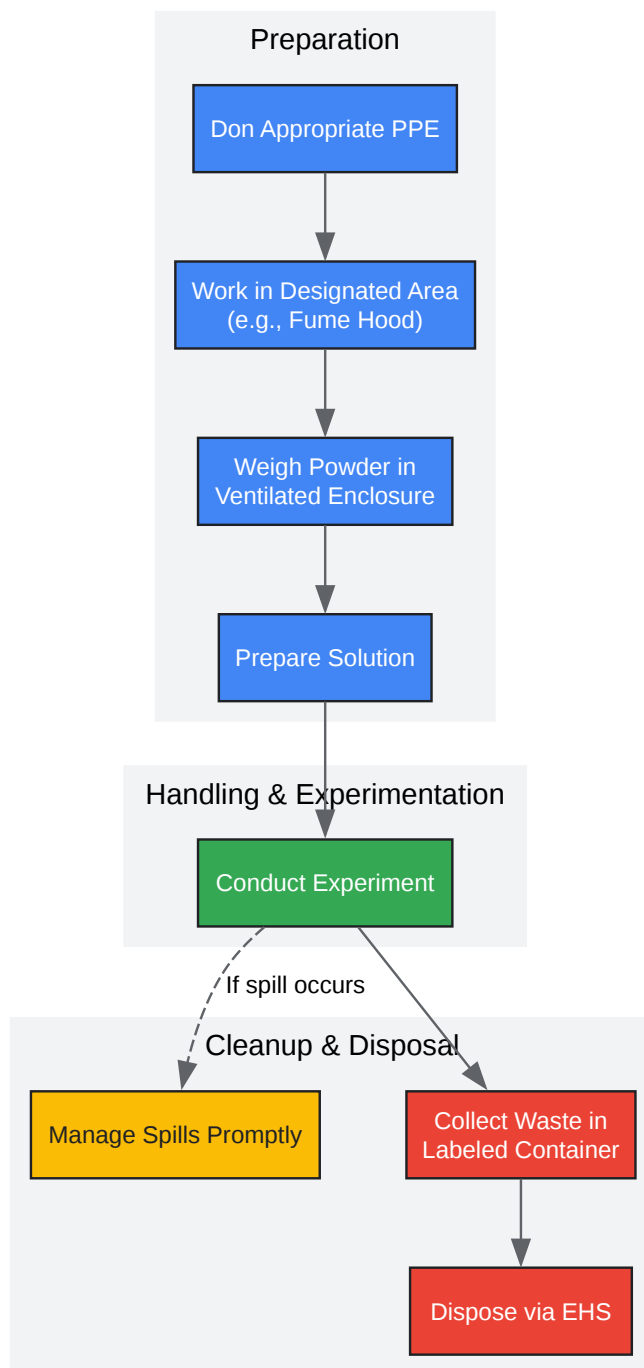 Preparation
Don Appropriate PPE
Work in Designated Area
(e.g., Fume Hood)
Weigh Powder in
Ventilated Enclosure
Prepare Solution
Handling & Experimentation
Conduct Experiment
If spill occurs
Cleanup & Disposal
Manage Spills Promptly
Collect Waste in
Labeled Container
Dispose via EHS